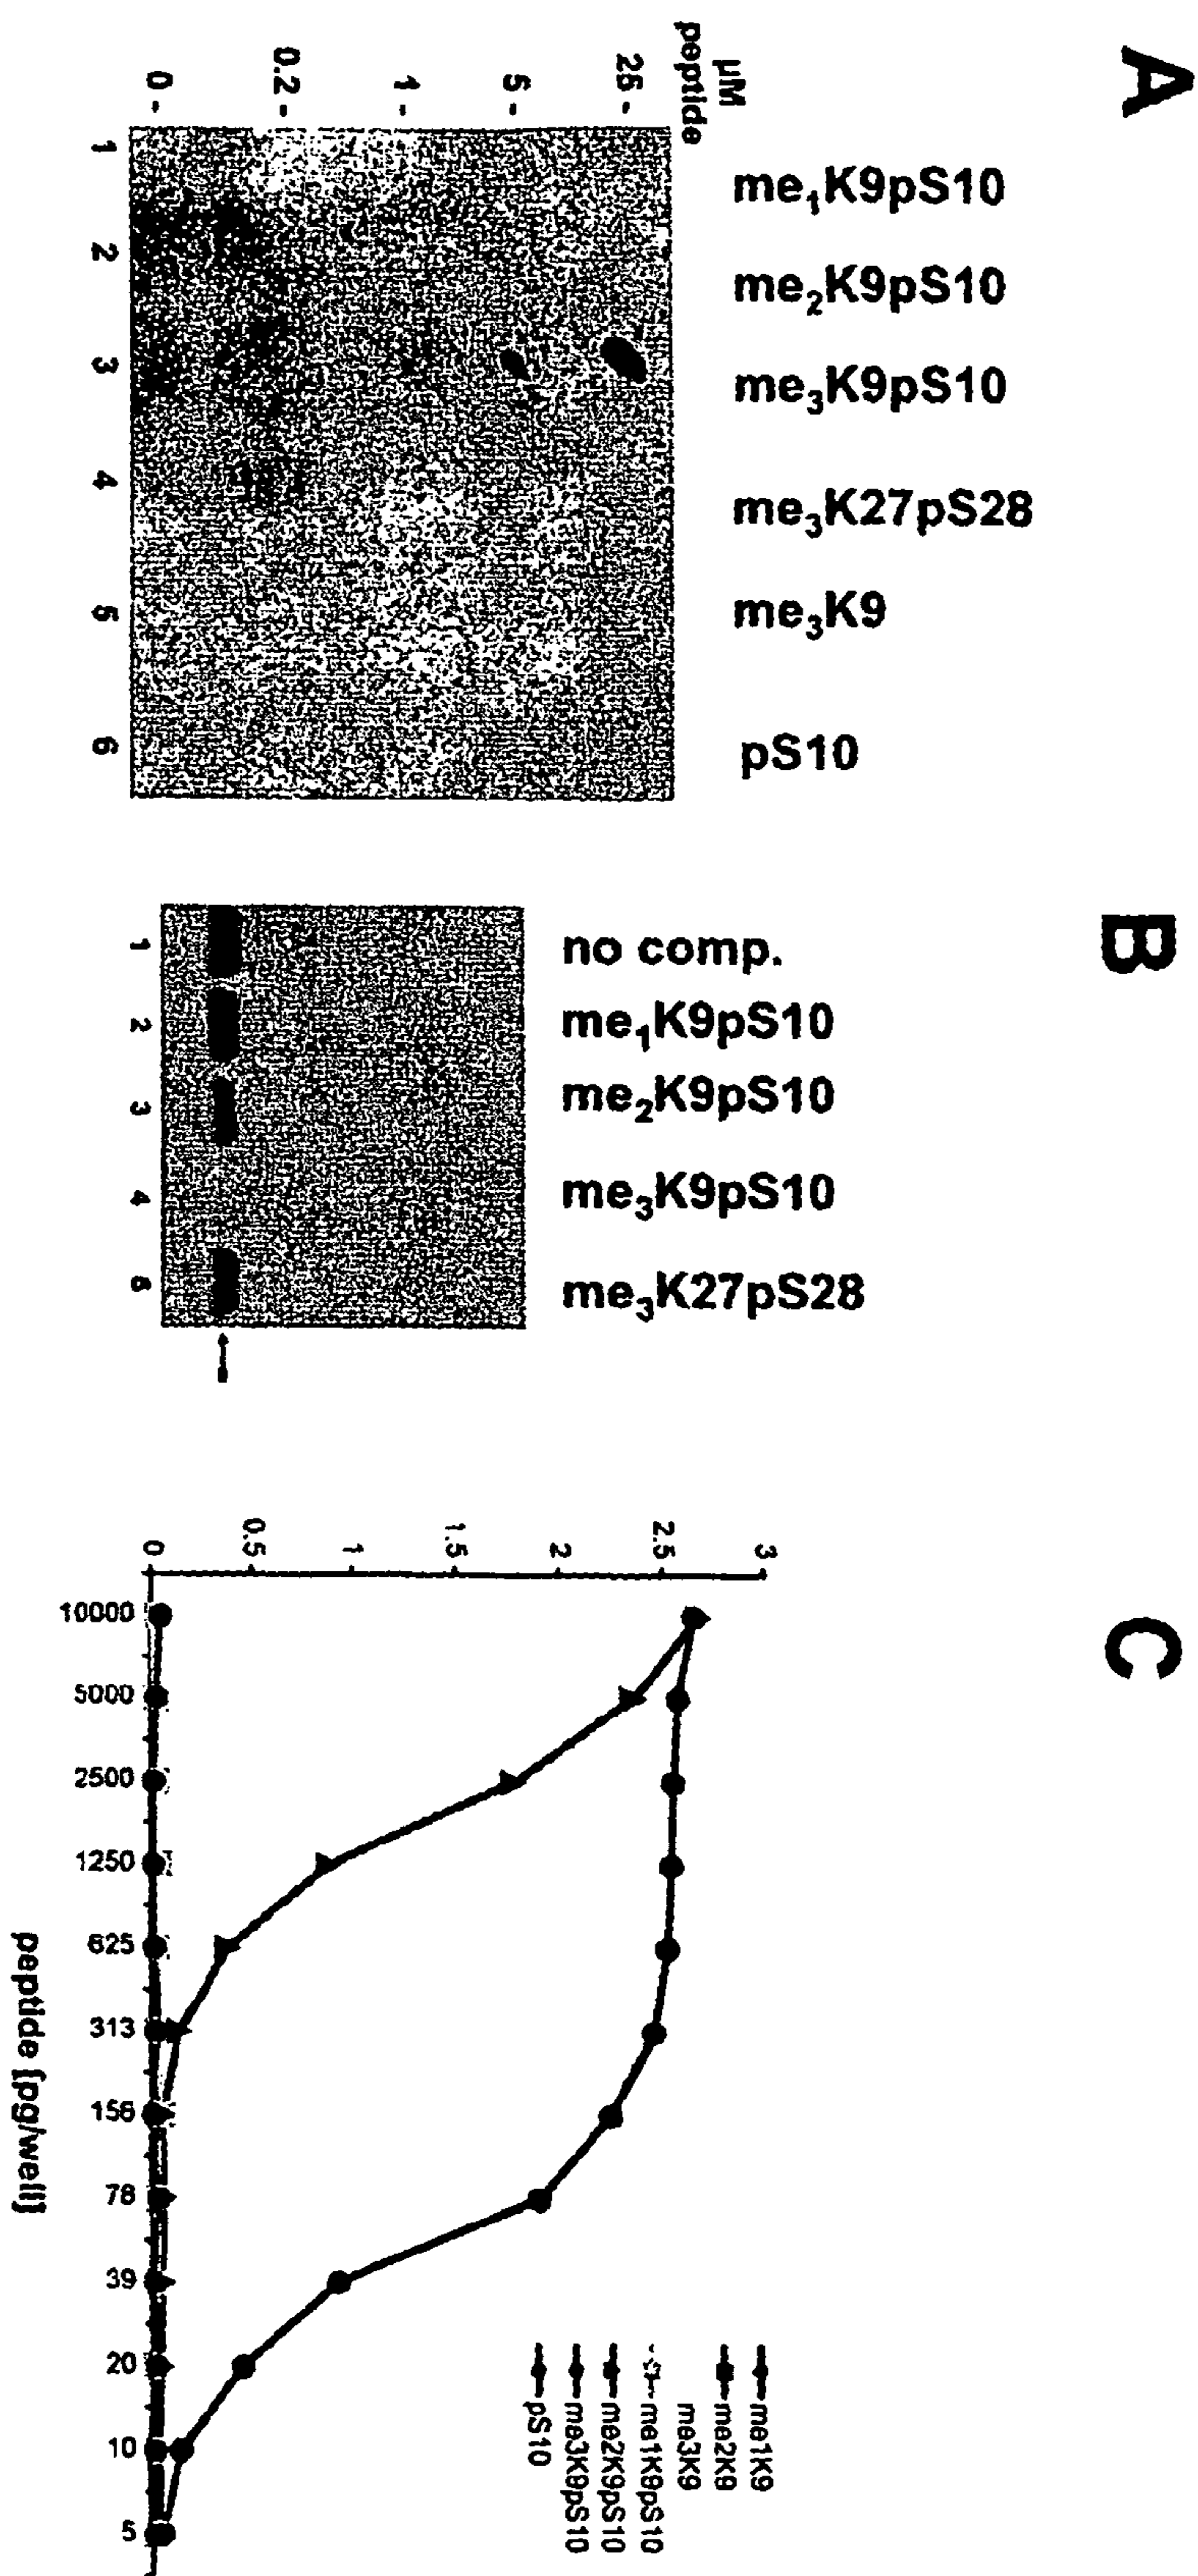 A
µM
peptide
25 -
5 -
1 -
0.2 -
0 -
me₁K9pS10
me₂K9pS10
me₃K9pS10
me₃K27pS28
me₃K9
pS10
1
2
3
4
5
6
B
no comp.
me₁K9pS10
me₂K9pS10
me₃K9pS10
me₃K27pS28
1
2
3
4
5
C
3
2.5
2
1.5
1
0.5
0
me1K9
me2K9
me3K9
me1K9pS10
me2K9pS10
me3K9pS10
pS10
10000
5000
2500
1250
625
313
156
78
39
20
10
5
peptide [pg/well]